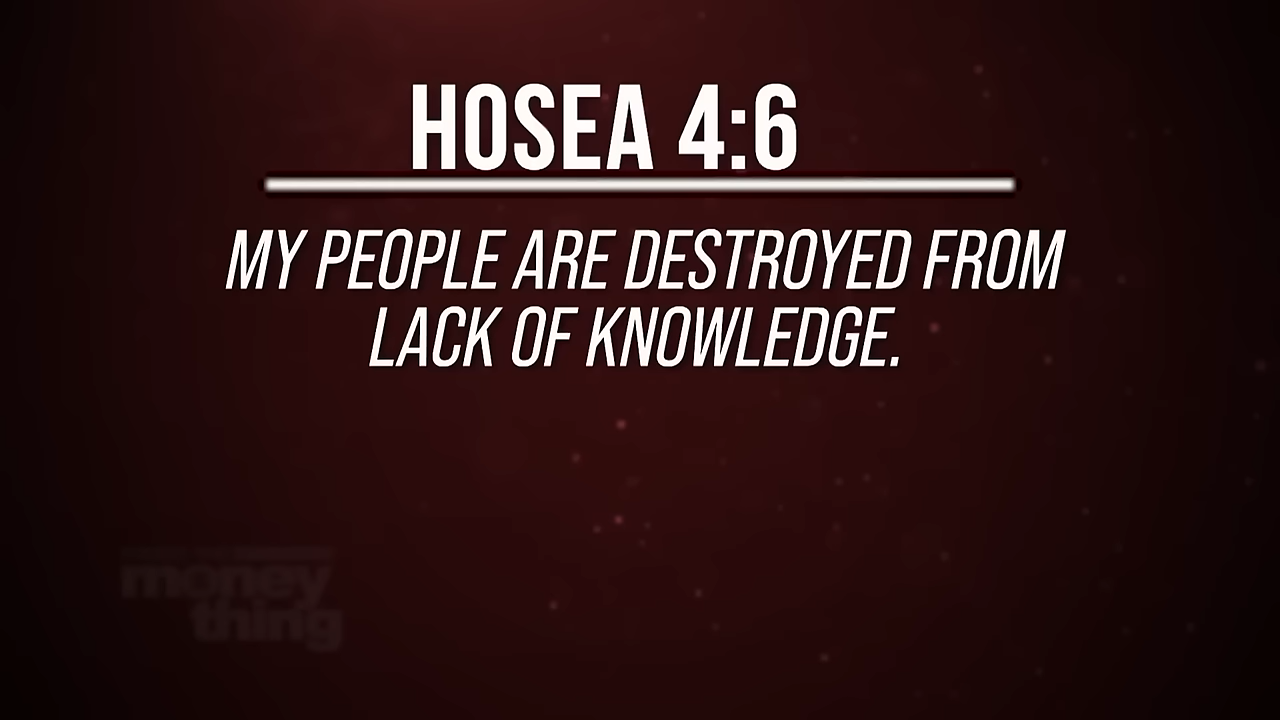 HOSEA 4:6
MY PEOPLE ARE DESTROYED FROM
LACK OF KNOWLEDGE.
money
thing